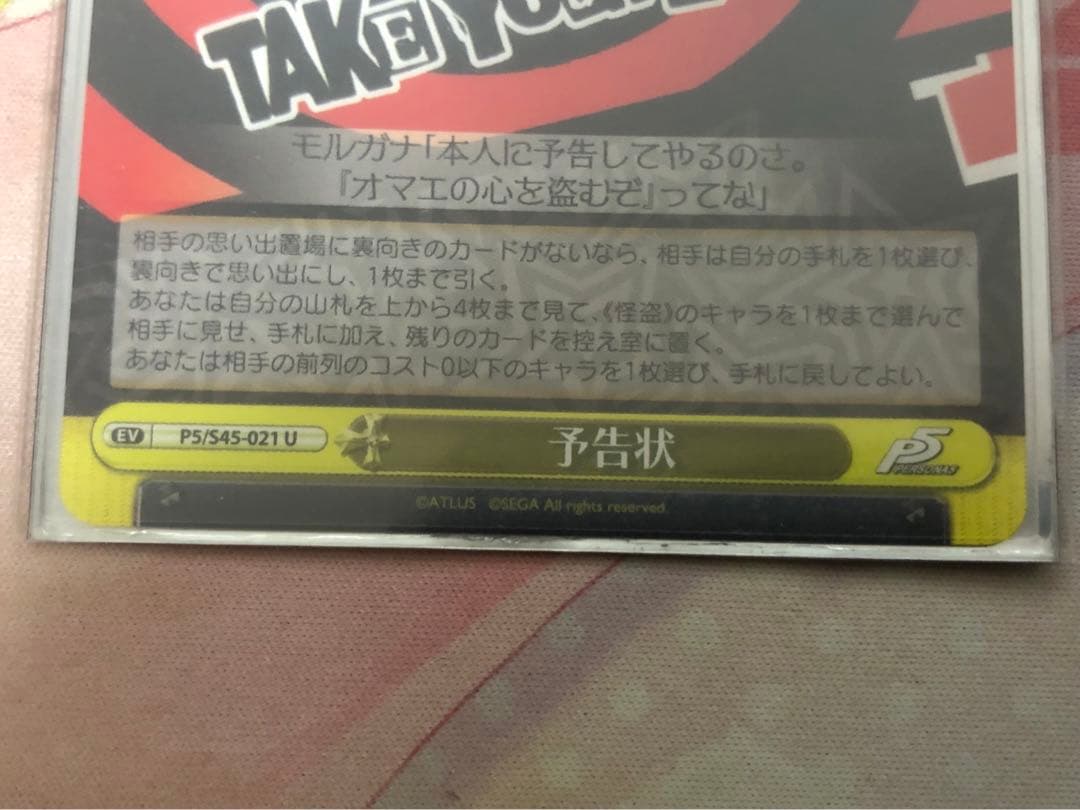 TAKE YOUR
モルガナ「本人に予告してやるのさ。
『オマエの心を盗むぞ』ってな」
相手の思い出置場に裏向きのカードがないなら、相手は自分の手札を1枚選び、
裏向きで思い出にし、1枚まで引く。
あなたは自分の山札を上から4枚まで見て、《怪盗》のキャラを1枚まで選んで
相手に見せ、手札に加え、残りのカードを控え室に置く。
あなたは相手の前列のコスト0以下のキャラを1枚選び、手札に戻してよい。
EV P5/S45-021 U 予告状 P5 PERSONA5
©ATLUS ©SEGA All rights reserved.